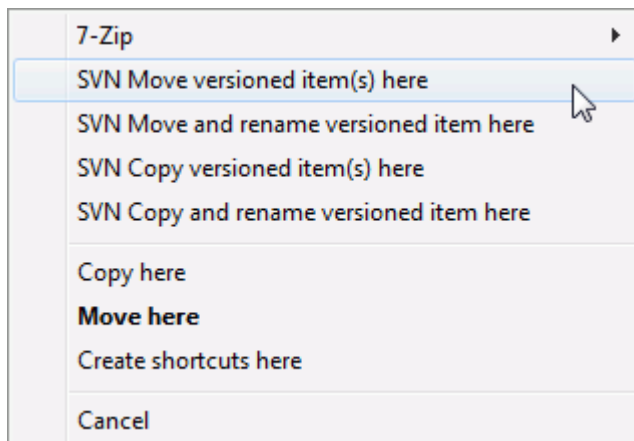 7-Zip
SVN Move versioned item(s) here
SVN Move and rename versioned item here
SVN Copy versioned item(s) here
SVN Copy and rename versioned item here
Copy here
Move here
Create shortcuts here
Cancel